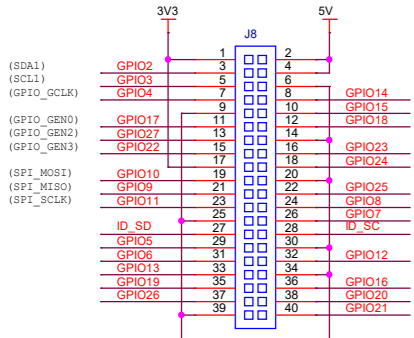 3V3 5V
J8
1 2
(SDA1) GPIO2 3 4
(SCL1) GPIO3 5 6
(GPIO_GCLK) GPIO4 7 8 GPIO14
9 10 GPIO15
(GPIO_GEN0) GPIO17 11 12 GPIO18
(GPIO_GEN2) GPIO27 13 14
(GPIO_GEN3) GPIO22 15 16 GPIO23
17 18 GPIO24
(SPI_MOSI) GPIO10 19 20
(SPI_MISO) GPIO9 21 22 GPIO25
(SPI_SCLK) GPIO11 23 24 GPIO8
25 26 GPIO7
ID_SD 27 28 ID_SC
GPIO5 29 30
GPIO6 31 32 GPIO12
GPIO13 33 34
GPIO19 35 36 GPIO16
GPIO26 37 38 GPIO20
39 40 GPIO21